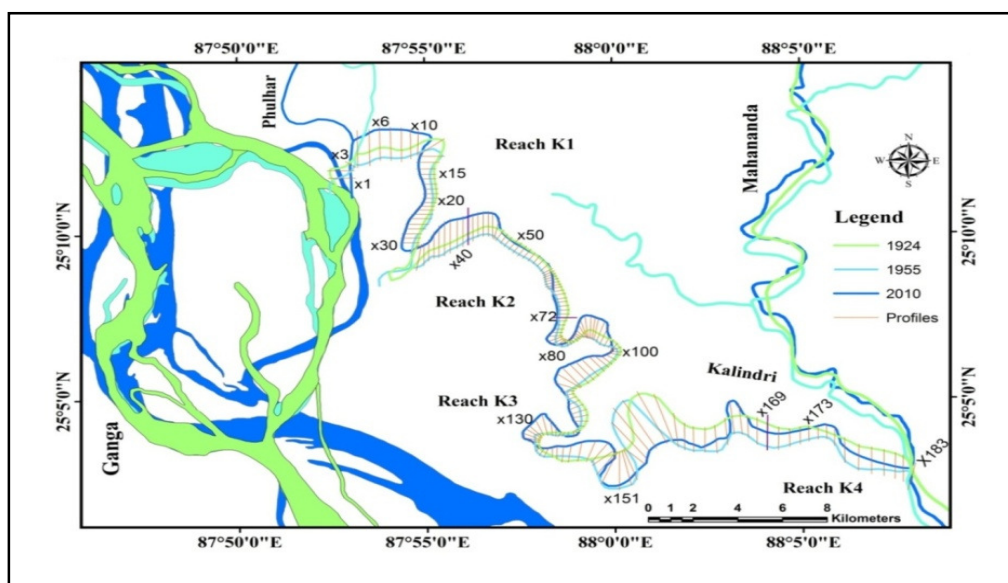 87°50'0"E 87°55'0"E 88°0'0"E 88°5'0"E
Phulhar
x6
x10
x3
x1
Reach K1
x15
x20
x30
x40
x50
Reach K2
x72
x80
x100
Reach K3
x130
x151
Kalindri
x169
x173
X183
Reach K4
Mahananda
Ganga
N
W E
S
Legend
1924
1955
2010
Profiles
25°10'0"N
25°5'0"N
25°10'0"N
25°5'0"N
0 1 2 4 6 8
Kilometers
87°50'0"E 87°55'0"E 88°0'0"E 88°5'0"E